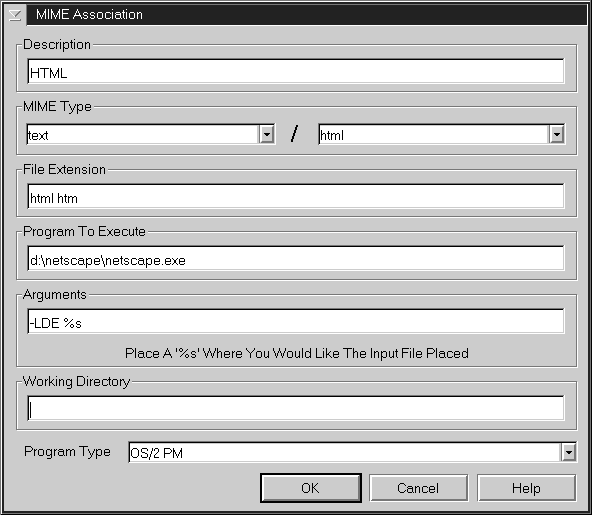 MIME Association
Description
HTML
MIME Type
text / html
File Extension
html htm
Program To Execute
d:\netscape\netscape.exe
Arguments
-LDE %s
Place A '%s' Where You Would Like The Input File Placed
Working Directory
Program Type OS/2 PM
OK Cancel Help